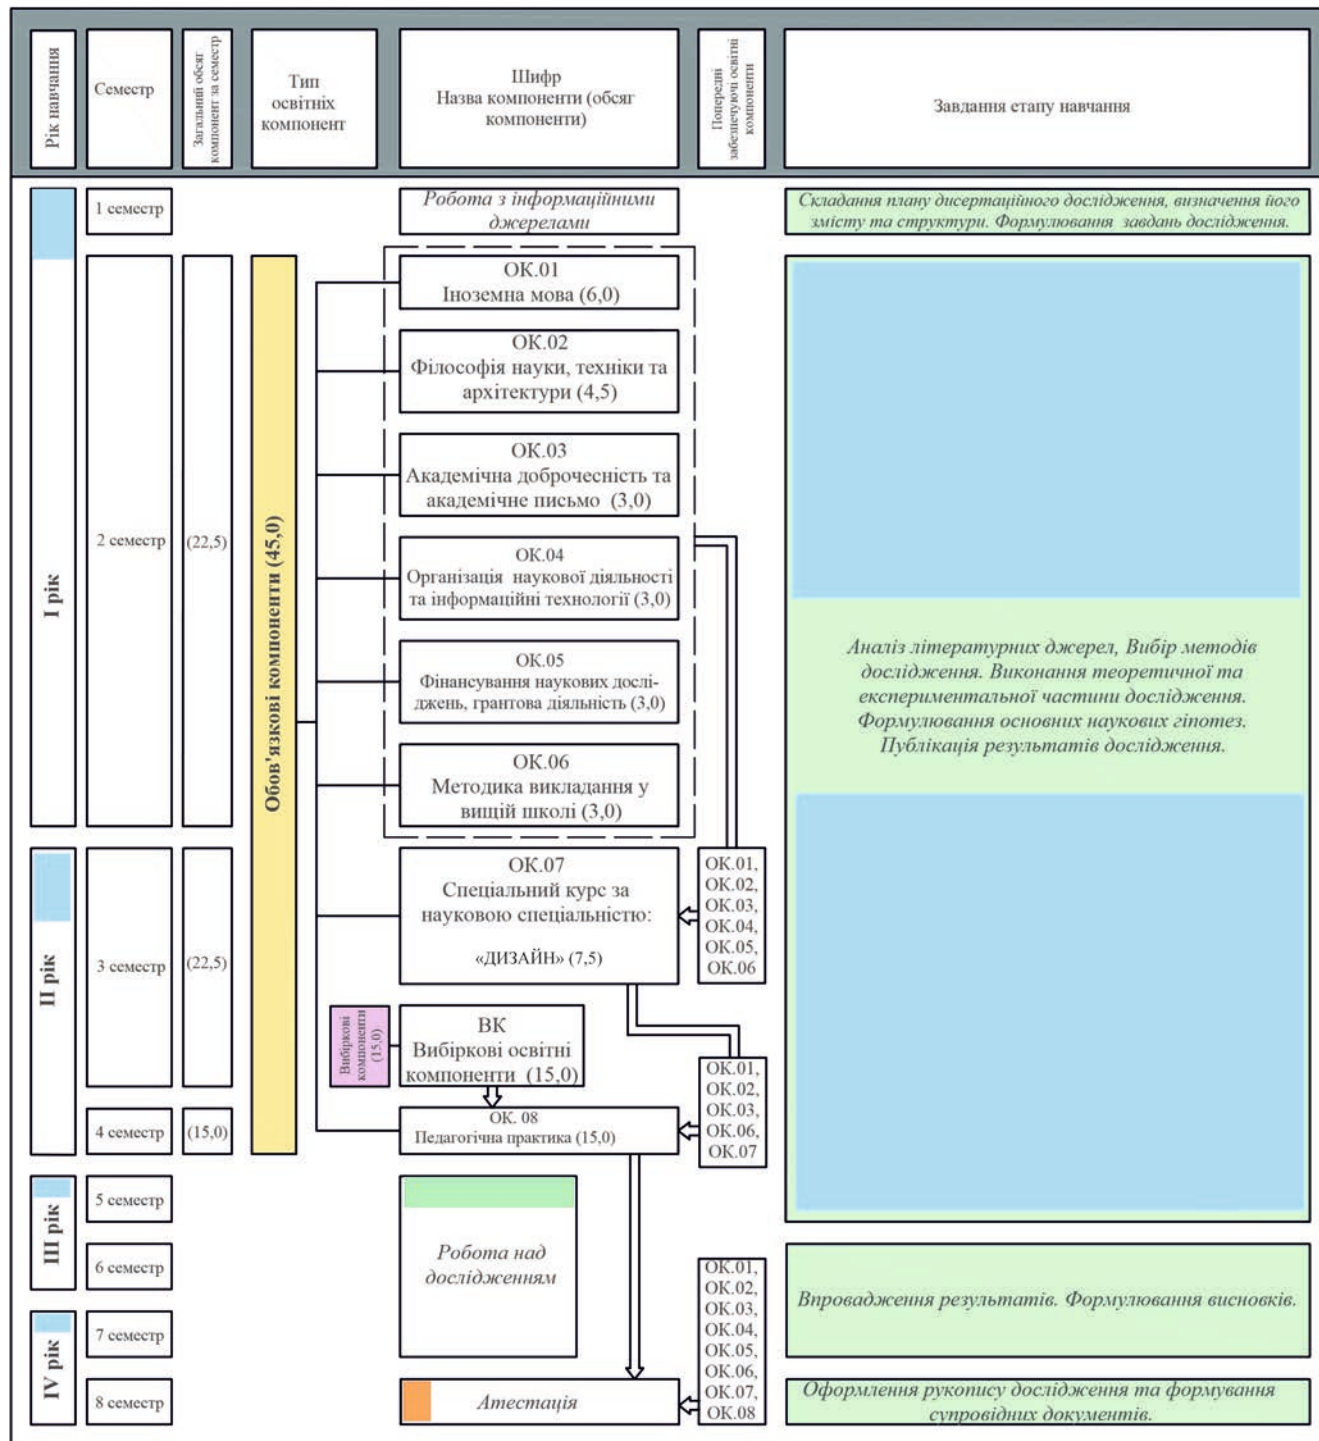 Рік навчання
Семестр
Загальний обсяг
компонент за семестр
Тип
освітніх
компонент
Шифр
Назва компоненти (обсяг
компоненти)
Попередні
забезпечуючі освітні
компоненти
Завдання етапу навчання
І рік
1 семестр
Робота з інформаційними
джерелами
Складання плану дисертаційного дослідження, визначення його
змісту та структури. Формулювання завдань дослідження.
2 семестр
(22,5)
Обов'язкові компоненти (45,0)
ОК.01
Іноземна мова (6,0)
ОК.02
Філософія науки, техніки та
архітектури (4,5)
ОК.03
Академічна доброчесність та
академічне письмо (3,0)
ОК.04
Організація наукової діяльності
та інформаційні технології (3,0)
ОК.05
Фінансування наукових дослі-
джень, грантова діяльність (3,0)
ОК.06
Методика викладання у
вищій школі (3,0)
Аналіз літературних джерел, Вибір методів
дослідження. Виконання теоретичної та
експериментальної частини дослідження.
Формулювання основних наукових гіпотез.
Публікація результатів дослідження.
ІІ рік
3 семестр
(22,5)
ОК.07
Спеціальний курс за
науковою спеціальністю:
«ДИЗАЙН» (7,5)
ОК.01,
ОК.02,
ОК.03,
ОК.04,
ОК.05,
ОК.06
Вибіркові
компоненти
(15,0)
ВК
Вибіркові освітні
компоненти (15,0)
4 семестр
(15,0)
ОК. 08
Педагогічна практика (15,0)
ОК.01,
ОК.02,
ОК.03,
ОК.06,
ОК.07
ІІІ рік
5 семестр
6 семестр
Робота над
дослідженням
ОК.01,
ОК.02,
ОК.03,
ОК.04,
ОК.05,
ОК.06,
ОК.07,
ОК.08
Впровадження результатів. Формулювання висновків.
IV рік
7 семестр
8 семестр
Атестація
Оформлення рукопису дослідження та формування
супровідних документів.